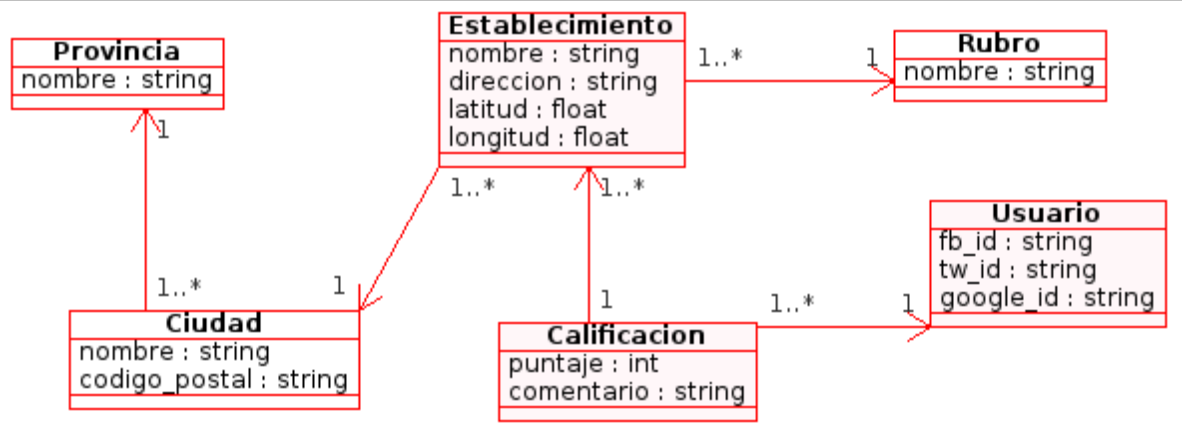 Provincia
nombre : string
Establecimiento
nombre : string
direccion : string
latitud : float
longitud : float
1..*
1
Rubro
nombre : string
1
1..*
1..*
1..*
1
Ciudad
nombre : string
codigo_postal : string
1
Calificacion
puntaje : int
comentario : string
1..*
1
Usuario
fb_id : string
tw_id : string
google_id : string